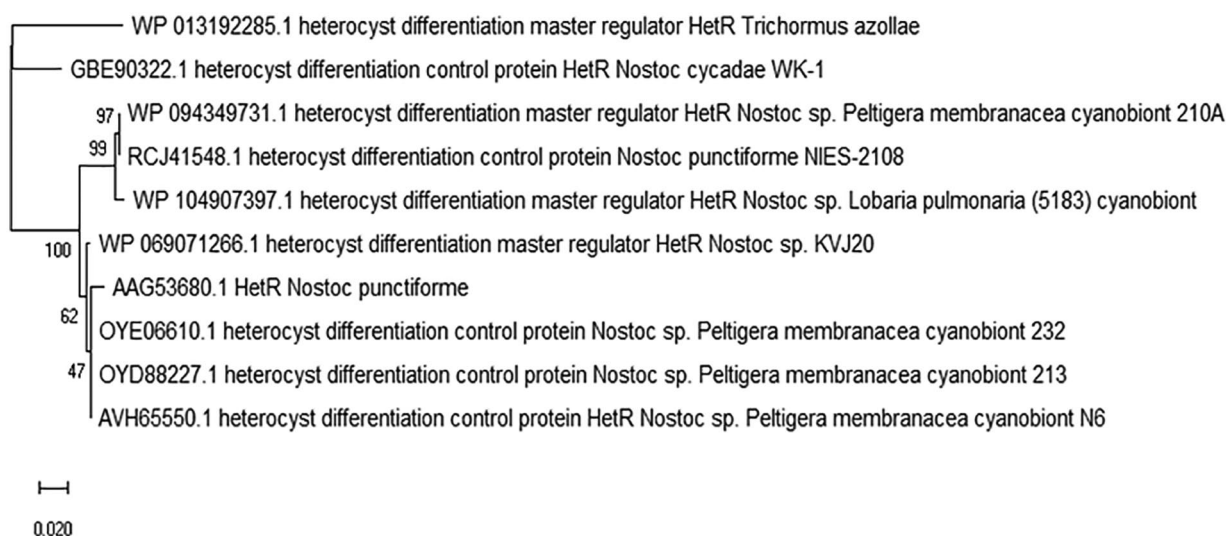 WP 013192285.1 heterocyst differentiation master regulator HetR Trichormus azollae
GBE90322.1 heterocyst differentiation control protein HetR Nostoc cycadae WK-1
97 WP 094349731.1 heterocyst differentiation master regulator HetR Nostoc sp. Peltigera membranacea cyanobiont 210A
99 RCJ41548.1 heterocyst differentiation control protein Nostoc punctiforme NIES-2108
WP 104907397.1 heterocyst differentiation master regulator HetR Nostoc sp. Lobaria pulmonaria (5183) cyanobiont
100 WP 069071266.1 heterocyst differentiation master regulator HetR Nostoc sp. KVJ20
AAG53680.1 HetR Nostoc punctiforme
62 OYE06610.1 heterocyst differentiation control protein Nostoc sp. Peltigera membranacea cyanobiont 232
47 OYD88227.1 heterocyst differentiation control protein Nostoc sp. Peltigera membranacea cyanobiont 213
AVH65550.1 heterocyst differentiation control protein HetR Nostoc sp. Peltigera membranacea cyanobiont N6
0.020